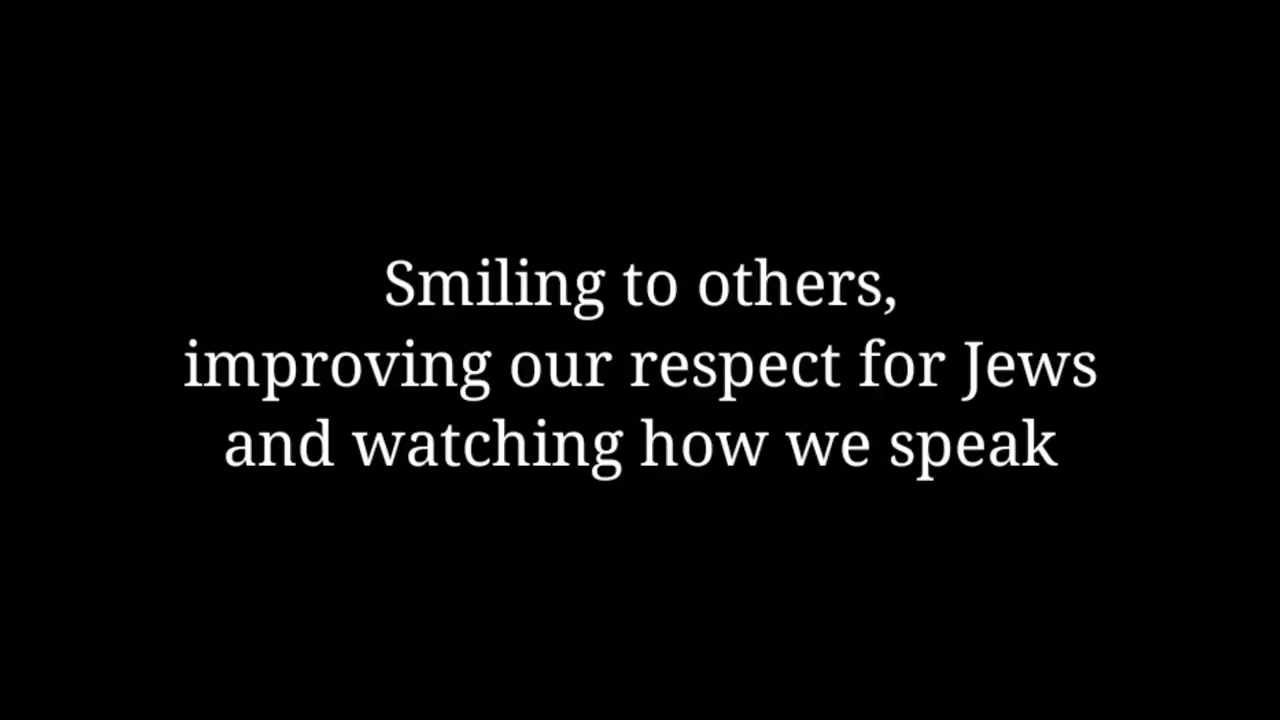 Smiling to others,
improving our respect for Jews
and watching how we speak